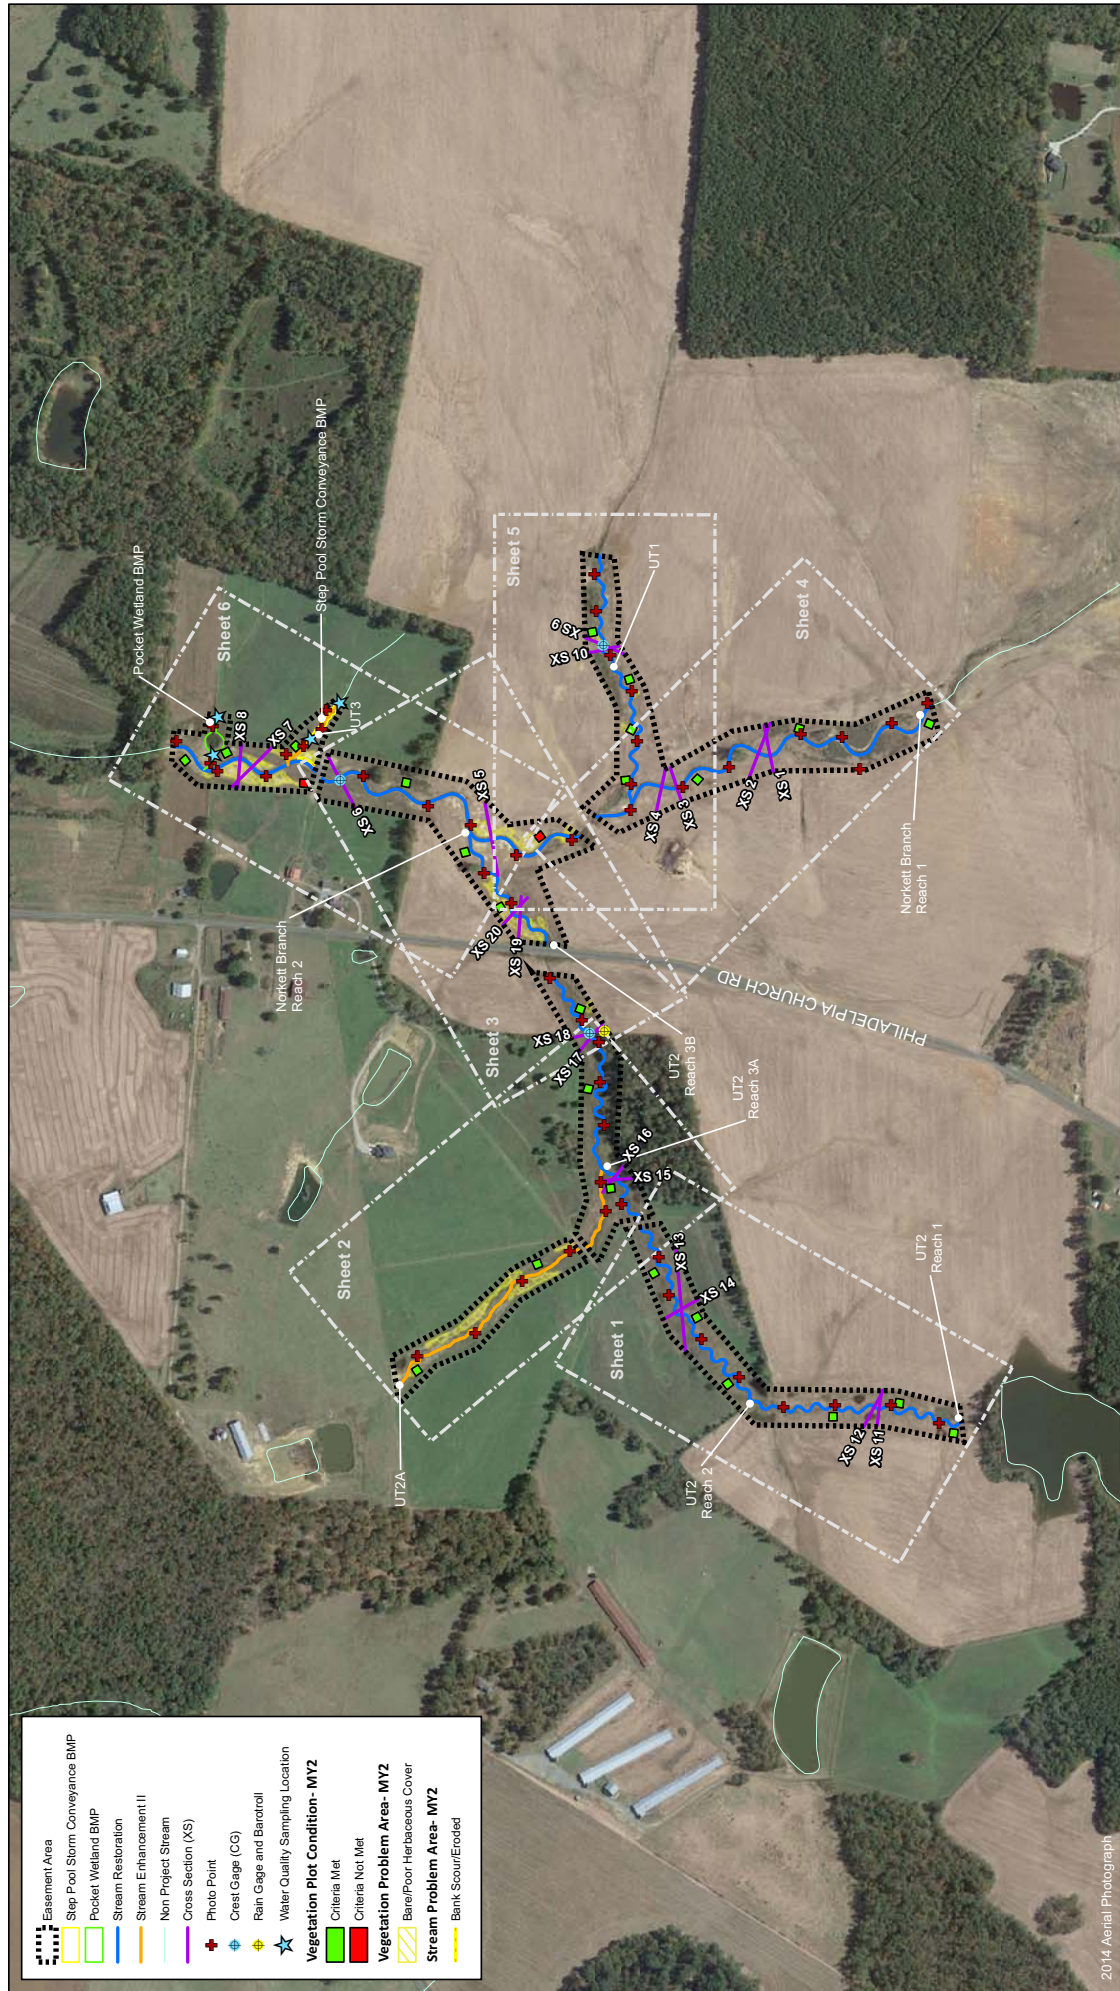 Easement Area
Step Pool Storm Conveyance BMP
Pocket Wetland BMP
Stream Restoration
Stream Enhancement II
Non Project Stream
Cross Section (XS)
Photo Point
Crest Gage (CG)
Rain Gage and Barotroll
Water Quality Sampling Location
Vegetation Plot Condition- MY2
Criteria Met
Criteria Not Met
Vegetation Problem Area- MY2
Bare/Poor Herbaceous Cover
Stream Problem Area- MY2
Bank Scour/Eroded
2014 Aerial Photograph
UT2A
Sheet 2
Sheet 1
UT2
Reach 2
UT2
Reach 1
XS 12
XS 11
XS 14
XS 13
XS 15
XS 16
UT2
Reach 3A
UT2
Reach 3B
XS 17
XS 18
Sheet 3
PHILADELPIA CHURCH RD
Norkett Branch
Reach 2
XS 19
XS 20
XS 5
XS 6
XS 7
XS 8
Pocket Wetland BMP
Sheet 6
UT3
Step Pool Storm Conveyance BMP
Sheet 5
XS 9
XS 10
UT1
Sheet 4
XS 4
XS 3
XS 2
XS 1
Norkett Branch
Reach 1